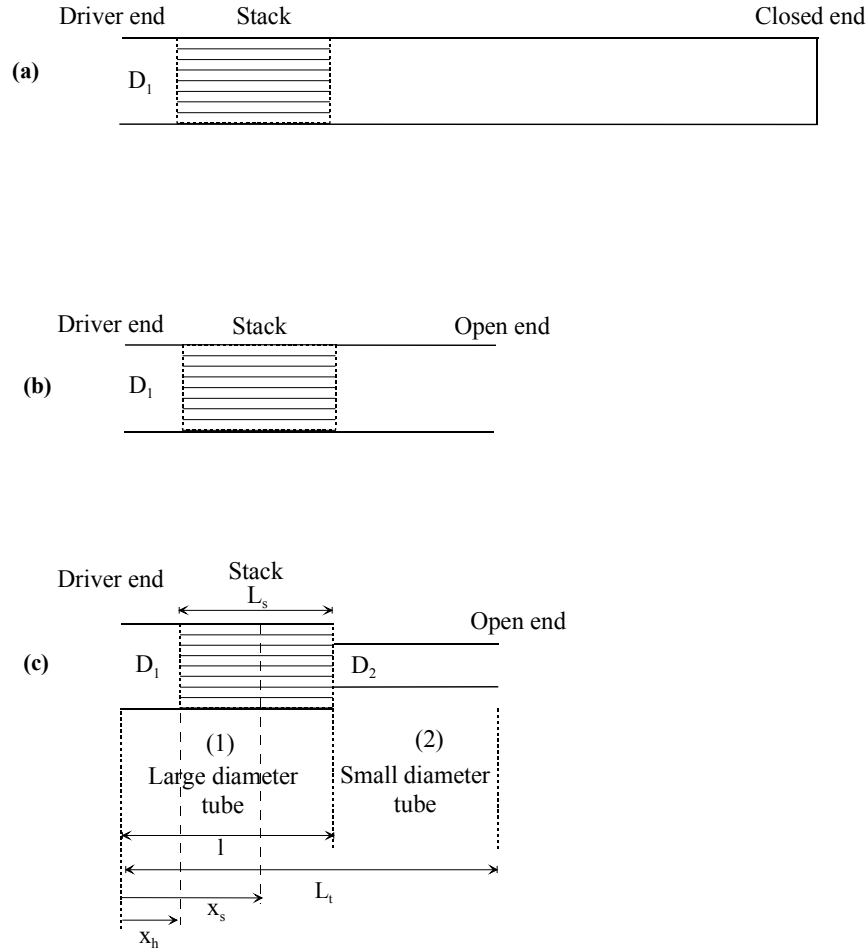 Driver end Stack Closed end
(a) D₁
Driver end Stack Open end
(b) D₁
Driver end Stack
Lₛ
Open end
(c) D₁ D₂
(1) (2)
Large diameter Small diameter
tube tube
l
Lₜ
xₛ
xₕ